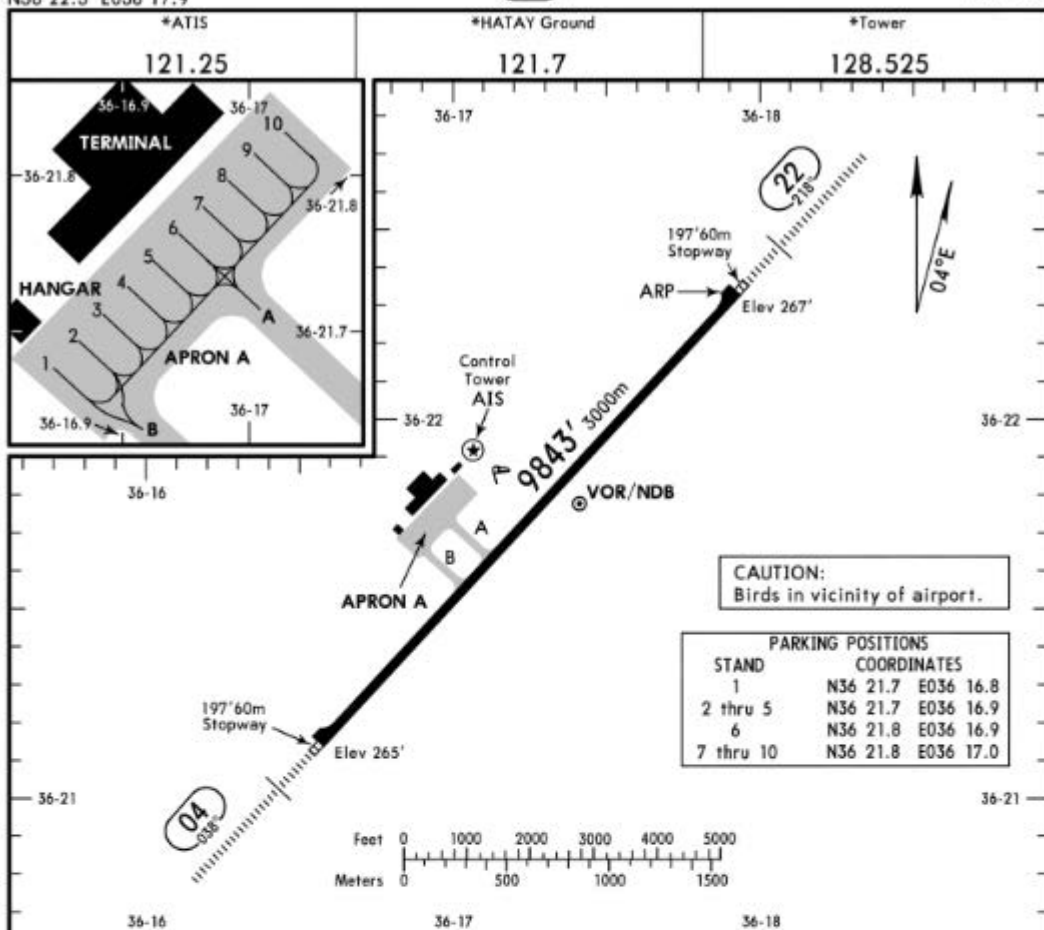 N36 22.3 E036 17.9
*ATIS
121.25
*HATAY Ground
121.7
*Tower
128.525
36-16.9
36-17
TERMINAL
10
9
8
7
6
5
4
3
2
1
36-21.8
36-21.8
HANGAR
A
36-21.7
APRON A
36-16.9
B
36-17
36-17
36-18
22
218°
197'60m
Stopway
ARP
Elev 267'
04°E
Control
Tower
AIS
36-22
36-22
9843' 3000m
VOR/NDB
36-16
A
B
APRON A
CAUTION:
Birds in vicinity of airport.
PARKING POSITIONS
STAND COORDINATES
1 N36 21.7 E036 16.8
2 thru 5 N36 21.7 E036 16.9
6 N36 21.8 E036 16.9
7 thru 10 N36 21.8 E036 17.0
197'60m
Stopway
Elev 265'
36-21
36-21
04
038°
Feet 0 1000 2000 3000 4000 5000
Meters 0 500 1000 1500
36-16
36-17
36-18